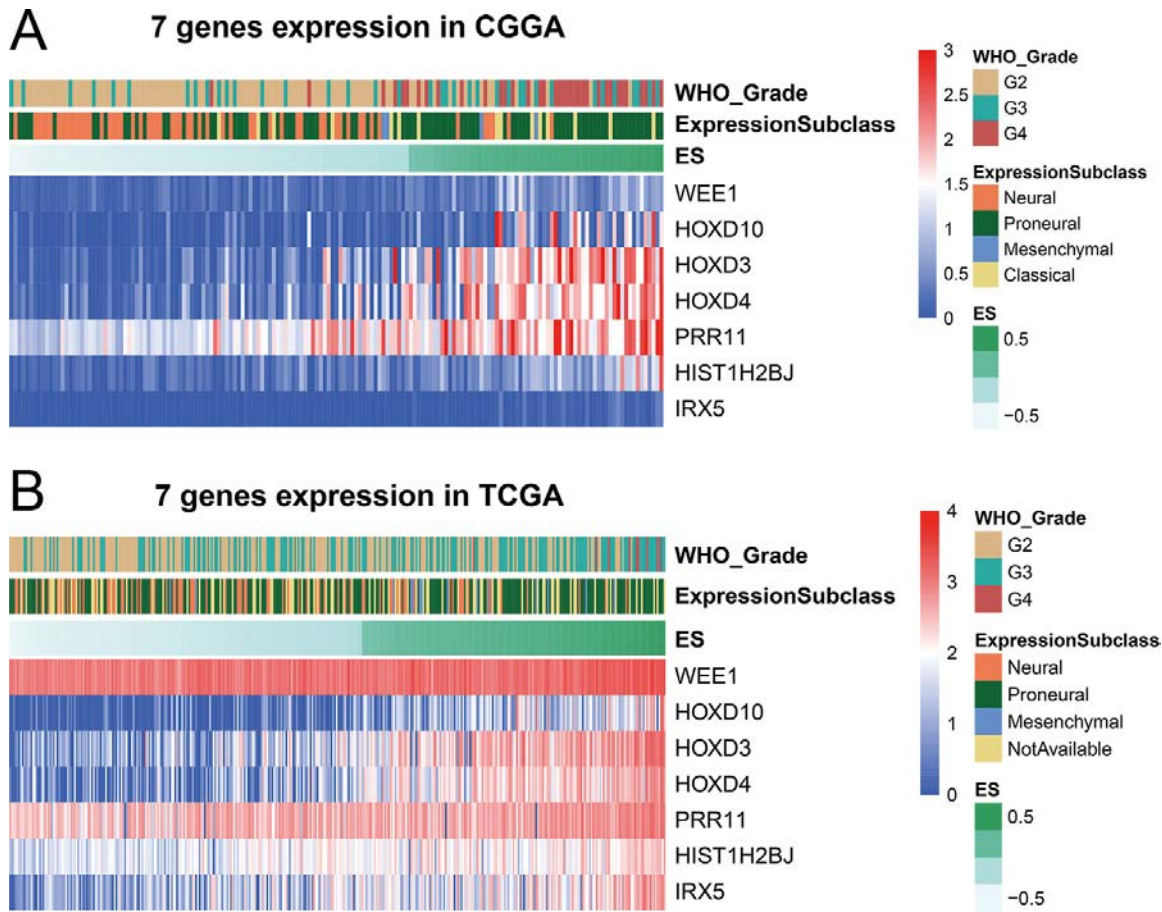 A
7 genes expression in CGGA
WHO_Grade
ExpressionSubclass
ES
WEE1
HOXD10
HOXD3
HOXD4
PRR11
HIST1H2BJ
IRX5
3
2.5
2
1.5
1
0.5
0
WHO_Grade
G2
G3
G4
ExpressionSubclass
Neural
Proneural
Mesenchymal
Classical
ES
0.5
−0.5
B
7 genes expression in TCGA
WHO_Grade
ExpressionSubclass
ES
WEE1
HOXD10
HOXD3
HOXD4
PRR11
HIST1H2BJ
IRX5
4
3
2
1
0
WHO_Grade
G2
G3
G4
ExpressionSubclass
Neural
Proneural
Mesenchymal
NotAvailable
ES
0.5
−0.5